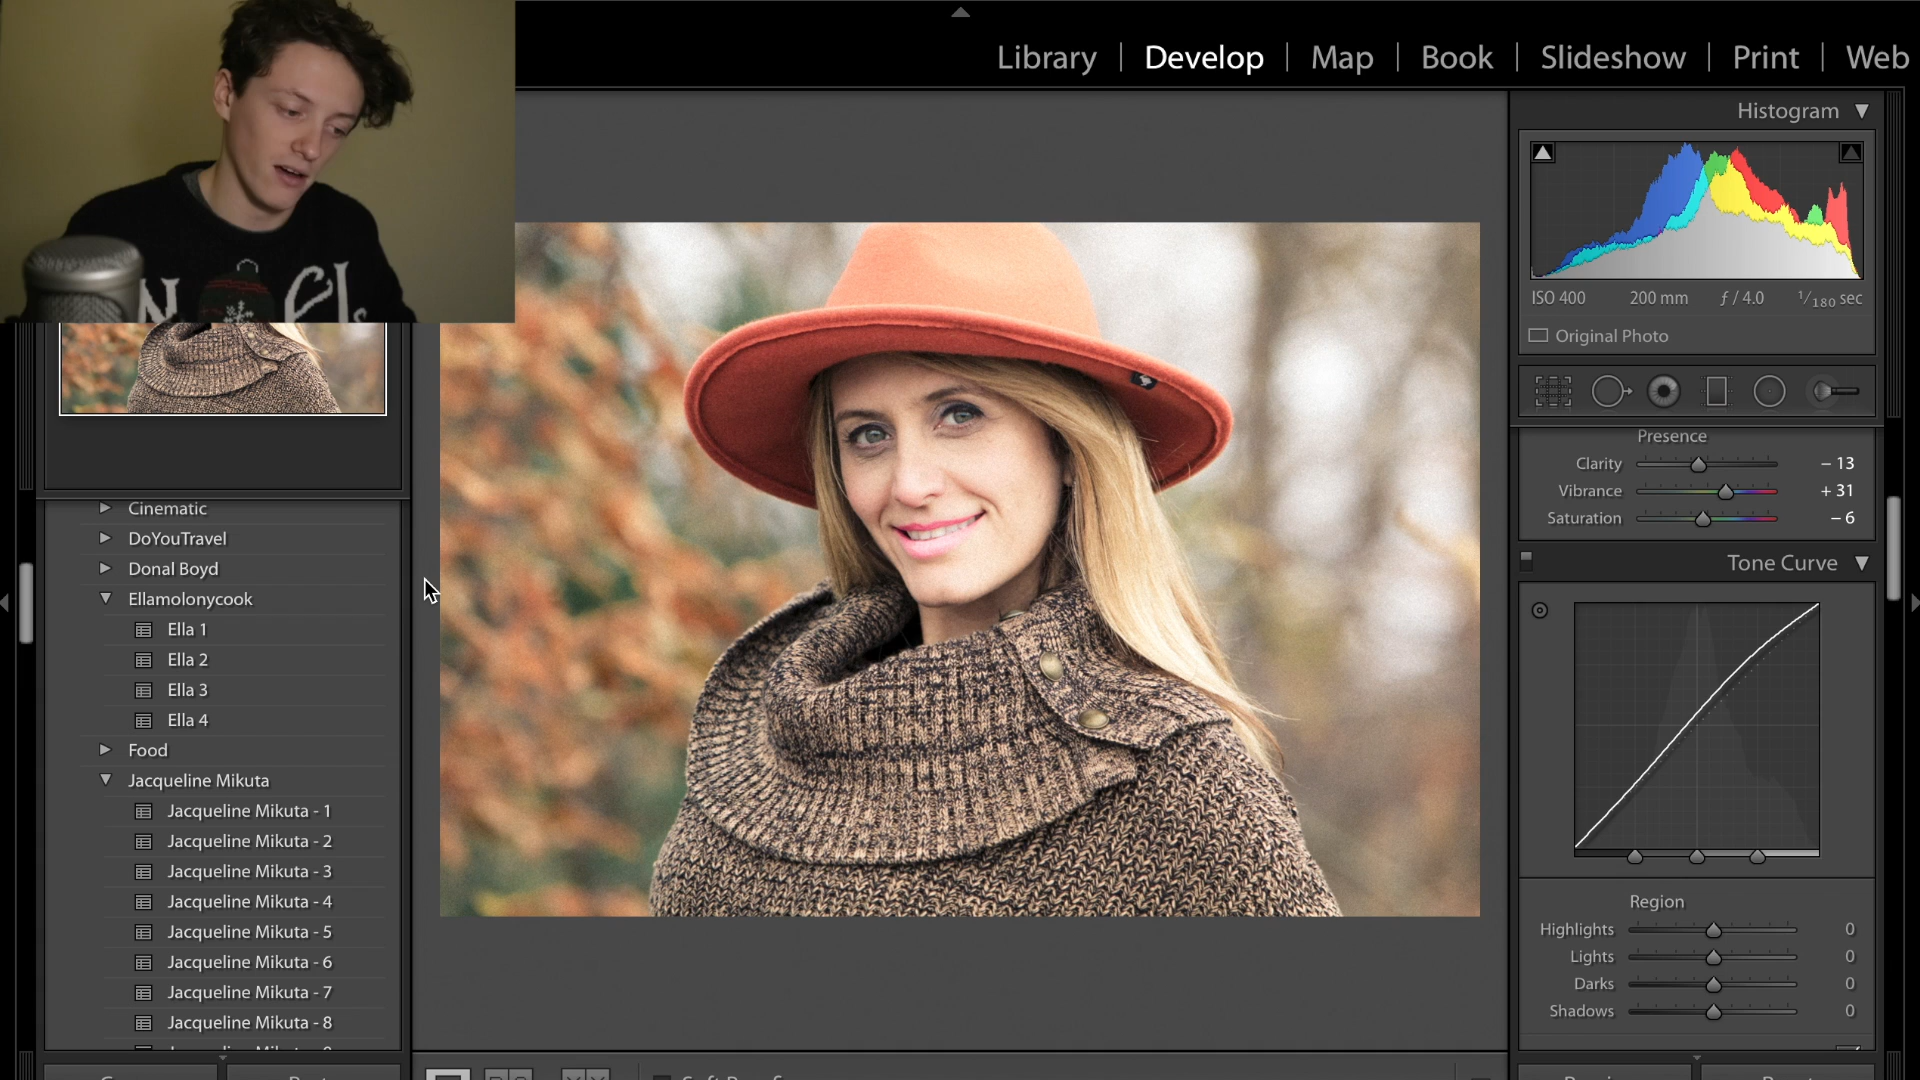 Library | Develop | Map | Book | Slideshow | Print | Web
Histogram
ISO 400 200 mm ƒ / 4.0 1/180 sec
Original Photo
Presence
Clarity − 13
Vibrance + 31
Saturation − 6
Tone Curve
Region
Highlights 0
Lights 0
Darks 0
Shadows 0
Cinematic
DoYouTravel
Donal Boyd
Ellamolonycook
Ella 1
Ella 2
Ella 3
Ella 4
Food
Jacqueline Mikuta
Jacqueline Mikuta - 1
Jacqueline Mikuta - 2
Jacqueline Mikuta - 3
Jacqueline Mikuta - 4
Jacqueline Mikuta - 5
Jacqueline Mikuta - 6
Jacqueline Mikuta - 7
Jacqueline Mikuta - 8